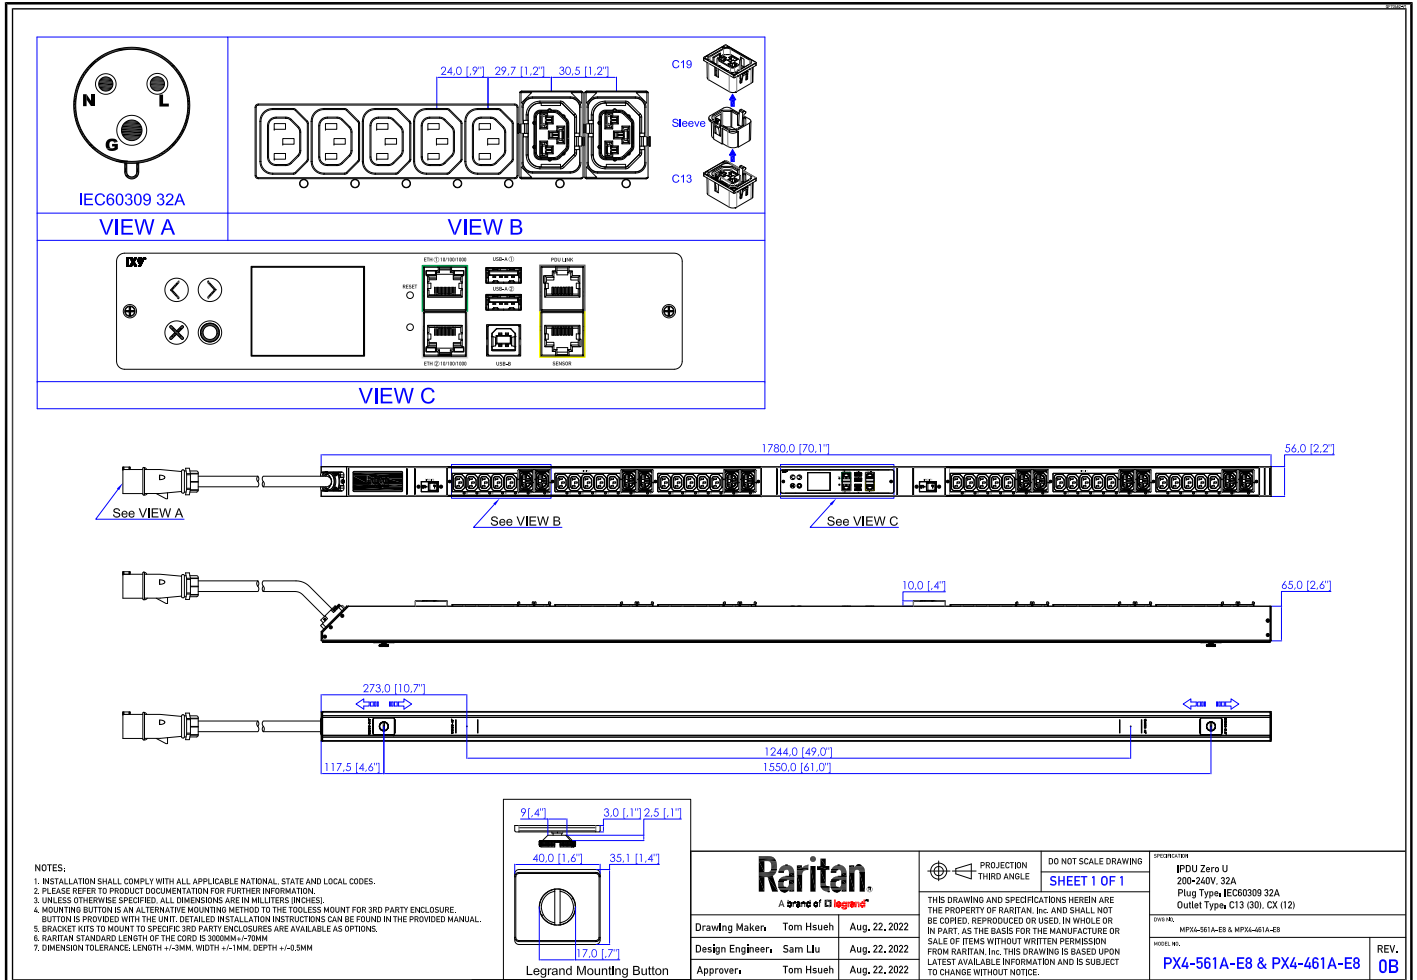 N
L
G
IEC60309 32A
VIEW A
24,0 [,9"]
29,7 [1,2"]
30,5 [1,2"]
C19
Sleeve
C13
VIEW B
IX9™
RESET
ETH ① 10/100/1000
USB-A ①
PDU LINK
USB-A ②
ETH ② 10/100/1000
USB-B
SENSOR
VIEW C
1780,0 [70,1"]
56,0 [2,2"]
See VIEW A
See VIEW B
See VIEW C
10,0 [,4"]
65,0 [2,6"]
273,0 [10,7"]
1244,0 [49,0"]
117,5 [4,6"]
1550,0 [61,0"]
9[,4"]
3,0 [,1"]
2,5 [,1"]
40,0 [1,6"]
35,1 [1,4"]
17,0 [,7"]
Legrand Mounting Button
NOTES:
1. INSTALLATION SHALL COMPLY WITH ALL APPLICABLE NATIONAL, STATE AND LOCAL CODES.
2. PLEASE REFER TO PRODUCT DOCUMENTATION FOR FURTHER INFORMATION.
3. UNLESS OTHERWISE SPECIFIED, ALL DIMENSIONS ARE IN MILLITERS [INCHES].
4. MOUNTING BUTTON IS AN ALTERNATIVE MOUNTING METHOD TO THE TOOLESS MOUNT FOR 3RD PARTY ENCLOSURE.
BUTTON IS PROVIDED WITH THE UNIT. DETAILED INSTALLATION INSTRUCTIONS CAN BE FOUND IN THE PROVIDED MANUAL.
5. BRACKET KITS TO MOUNT TO SPECIFIC 3RD PARTY ENCLOSURES ARE AVAILABLE AS OPTIONS.
6. RARITAN STANDARD LENGTH OF THE CORD IS 3000MM+/-70MM
7. DIMENSION TOLERANCE: LENGTH +/-3MM, WIDTH +/-1MM, DEPTH +/-0.5MM
Raritan.
A brand of legrand
Drawing Maker: Tom Hsueh Aug. 22, 2022
Design Engineer: Sam Liu Aug. 22, 2022
Approver: Tom Hsueh Aug. 22, 2022
PROJECTION
THIRD ANGLE
DO NOT SCALE DRAWING
SHEET 1 OF 1
THIS DRAWING AND SPECIFICATIONS HEREIN ARE
THE PROPERTY OF RARITAN, Inc. AND SHALL NOT
BE COPIED, REPRODUCED OR USED, IN WHOLE OR
IN PART, AS THE BASIS FOR THE MANUFACTURE OR
SALE OF ITEMS WITHOUT WRITTEN PERMISSION
FROM RARITAN, Inc. THIS DRAWING IS BASED UPON
LATEST AVAILABLE INFORMATION AND IS SUBJECT
TO CHANGE WITHOUT NOTICE.
SPECIFICATION:
IPDU Zero U
200-240V, 32A
Plug Type: IEC60309 32A
Outlet Type: C13 (30), CX (12)
DWG NO.
MPX4-561A-E8 & MPX4-461A-E8
MODEL NO.
PX4-561A-E8 & PX4-461A-E8
REV.
0B